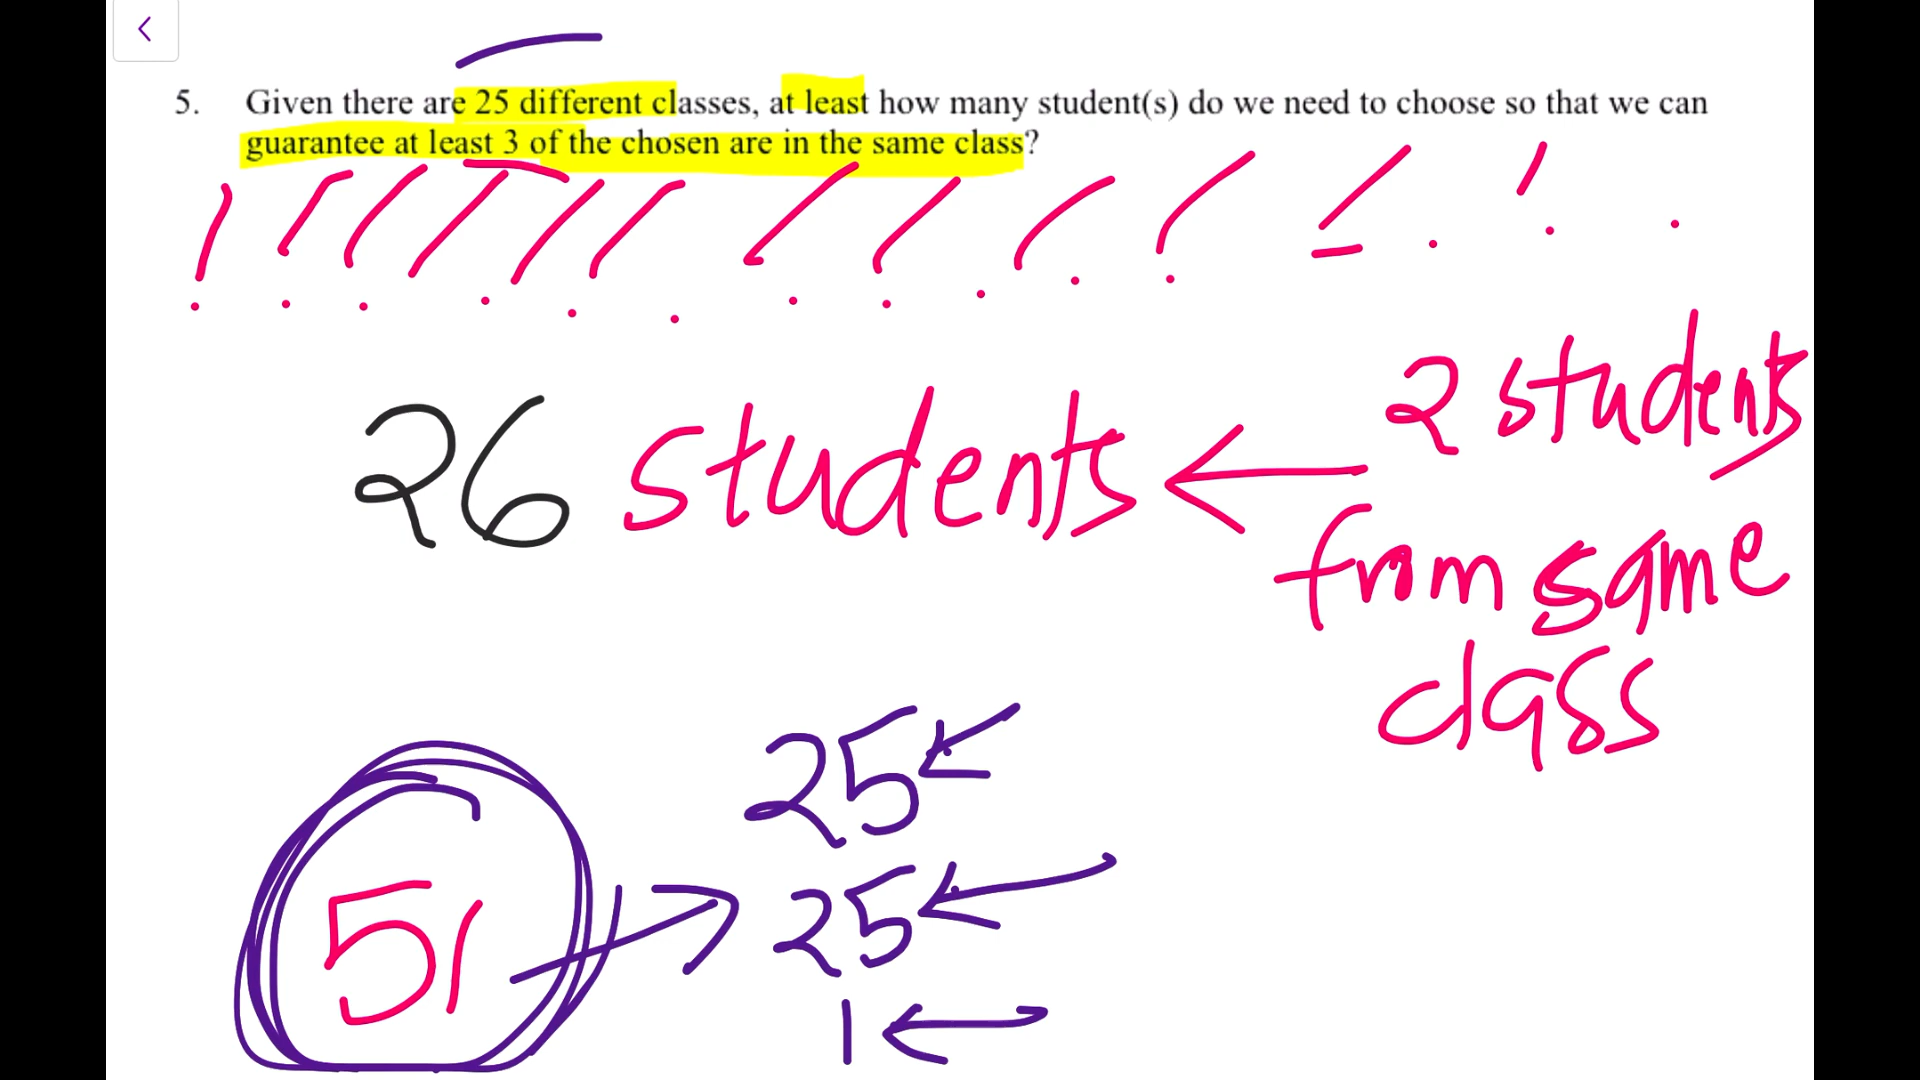 5. Given there are 25 different classes, at least how many student(s) do we need to choose so that we can
guarantee at least 3 of the chosen are in the same class?
26 students
2 students
from same
class
51
25
25
1